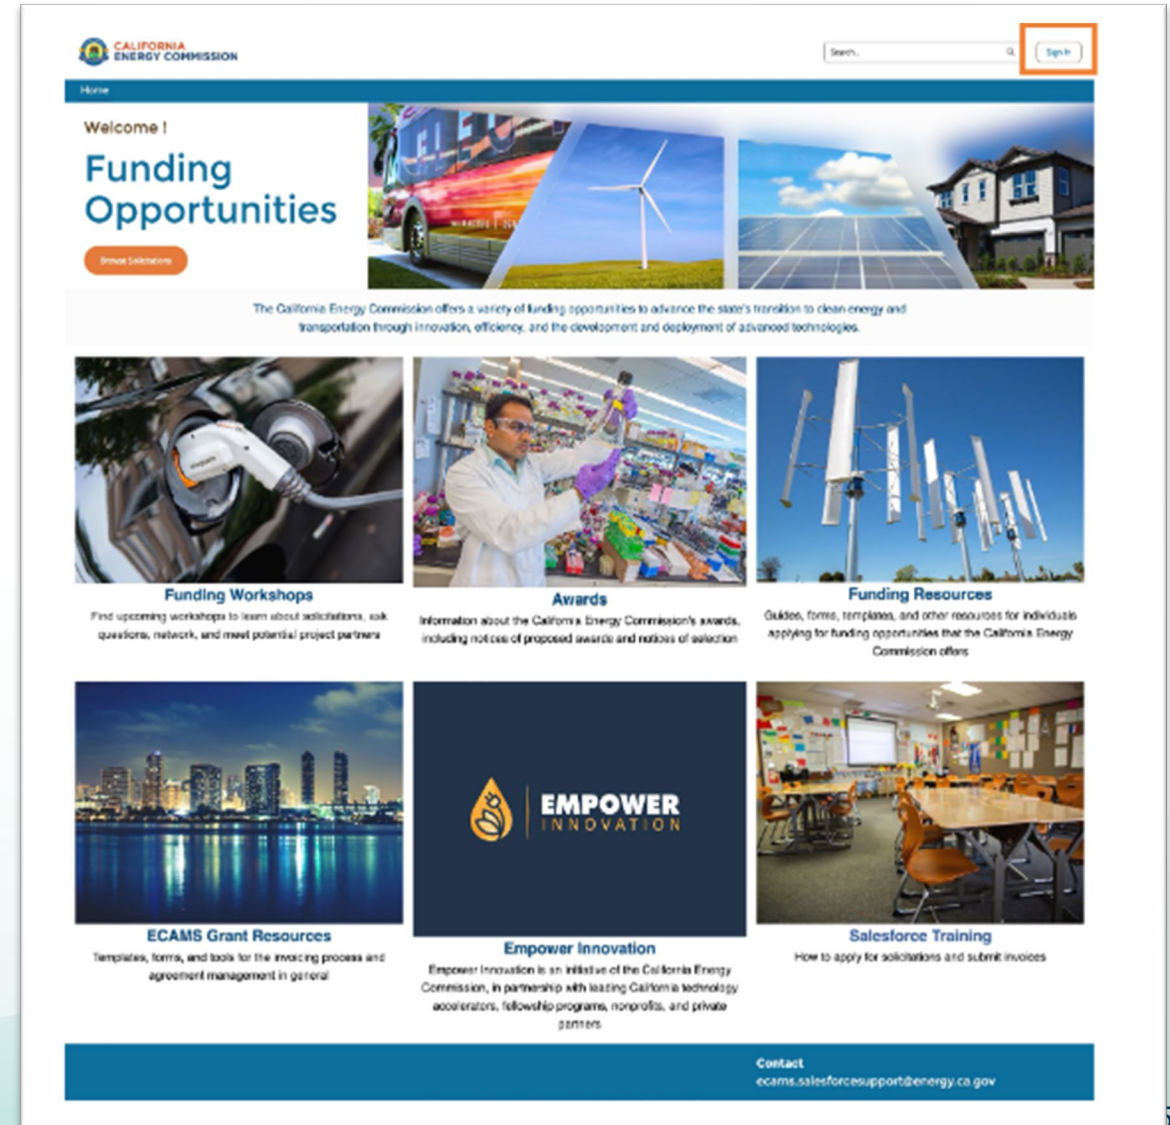 CALIFORNIA
ENERGY COMMISSION
Search...
Sign In
Home
Welcome !
Funding
Opportunities
Browse Solicitations
The California Energy Commission offers a variety of funding opportunities to advance the state's transition to clean energy and
transportation through innovation, efficiency, and the development and deployment of advanced technologies.
Funding Workshops
Find upcoming workshops to learn about solicitations, ask
questions, network, and meet potential project partners
Awards
Information about the California Energy Commission's awards,
including notices of proposed awards and notices of selection
Funding Resources
Guides, forms, templates, and other resources for individuals
applying for funding opportunities that the California Energy
Commission offers
EMPOWER
INNOVATION
ECAMS Grant Resources
Templates, forms, and tools for the invoicing process and
agreement management in general
Empower Innovation
Empower Innovation is an initiative of the California Energy
Commission, in partnership with leading California technology
accelerators, fellowship programs, nonprofits, and private
partners
Salesforce Training
How to apply for solicitations and submit invoices
Contact
ecams.salesforcesupport@energy.ca.gov